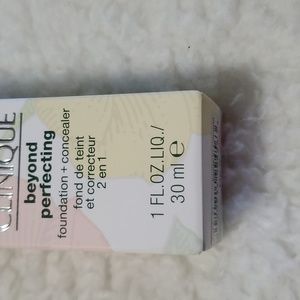 CLINIQUE
beyond
perfecting
foundation + concealer
fond de teint
et correcteur
2 en 1
1 FL.OZ.LIQ./
30 ml e